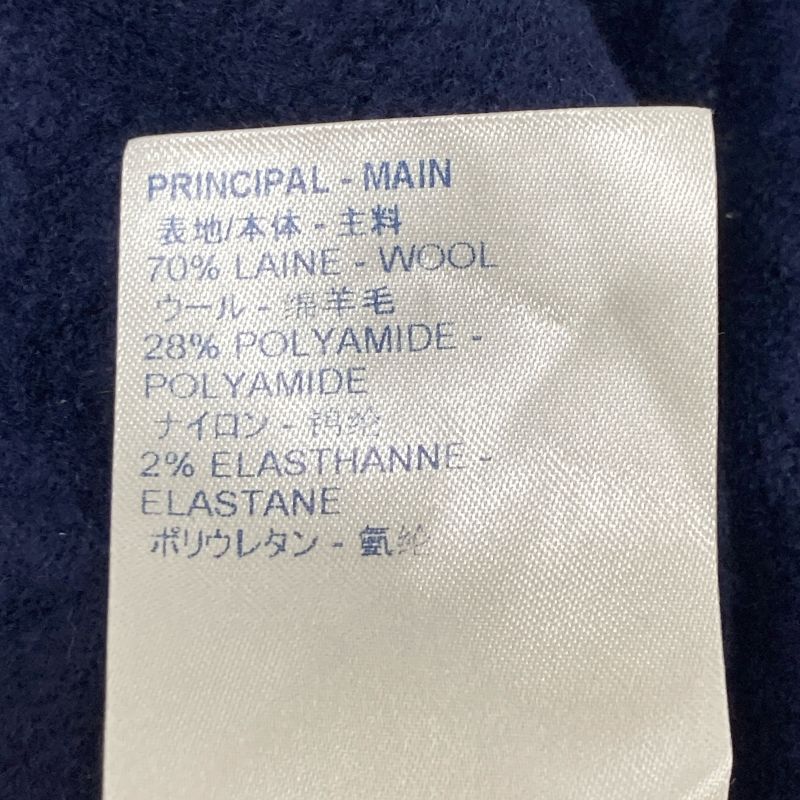 PRINCIPAL - MAIN
表地/本体 - 主料
70% LAINE - WOOL
ウール - 绵羊毛
28% POLYAMIDE -
POLYAMIDE
ナイロン - 锦纶
2% ELASTHANNE -
ELASTANE
ポリウレタン - 氨纶